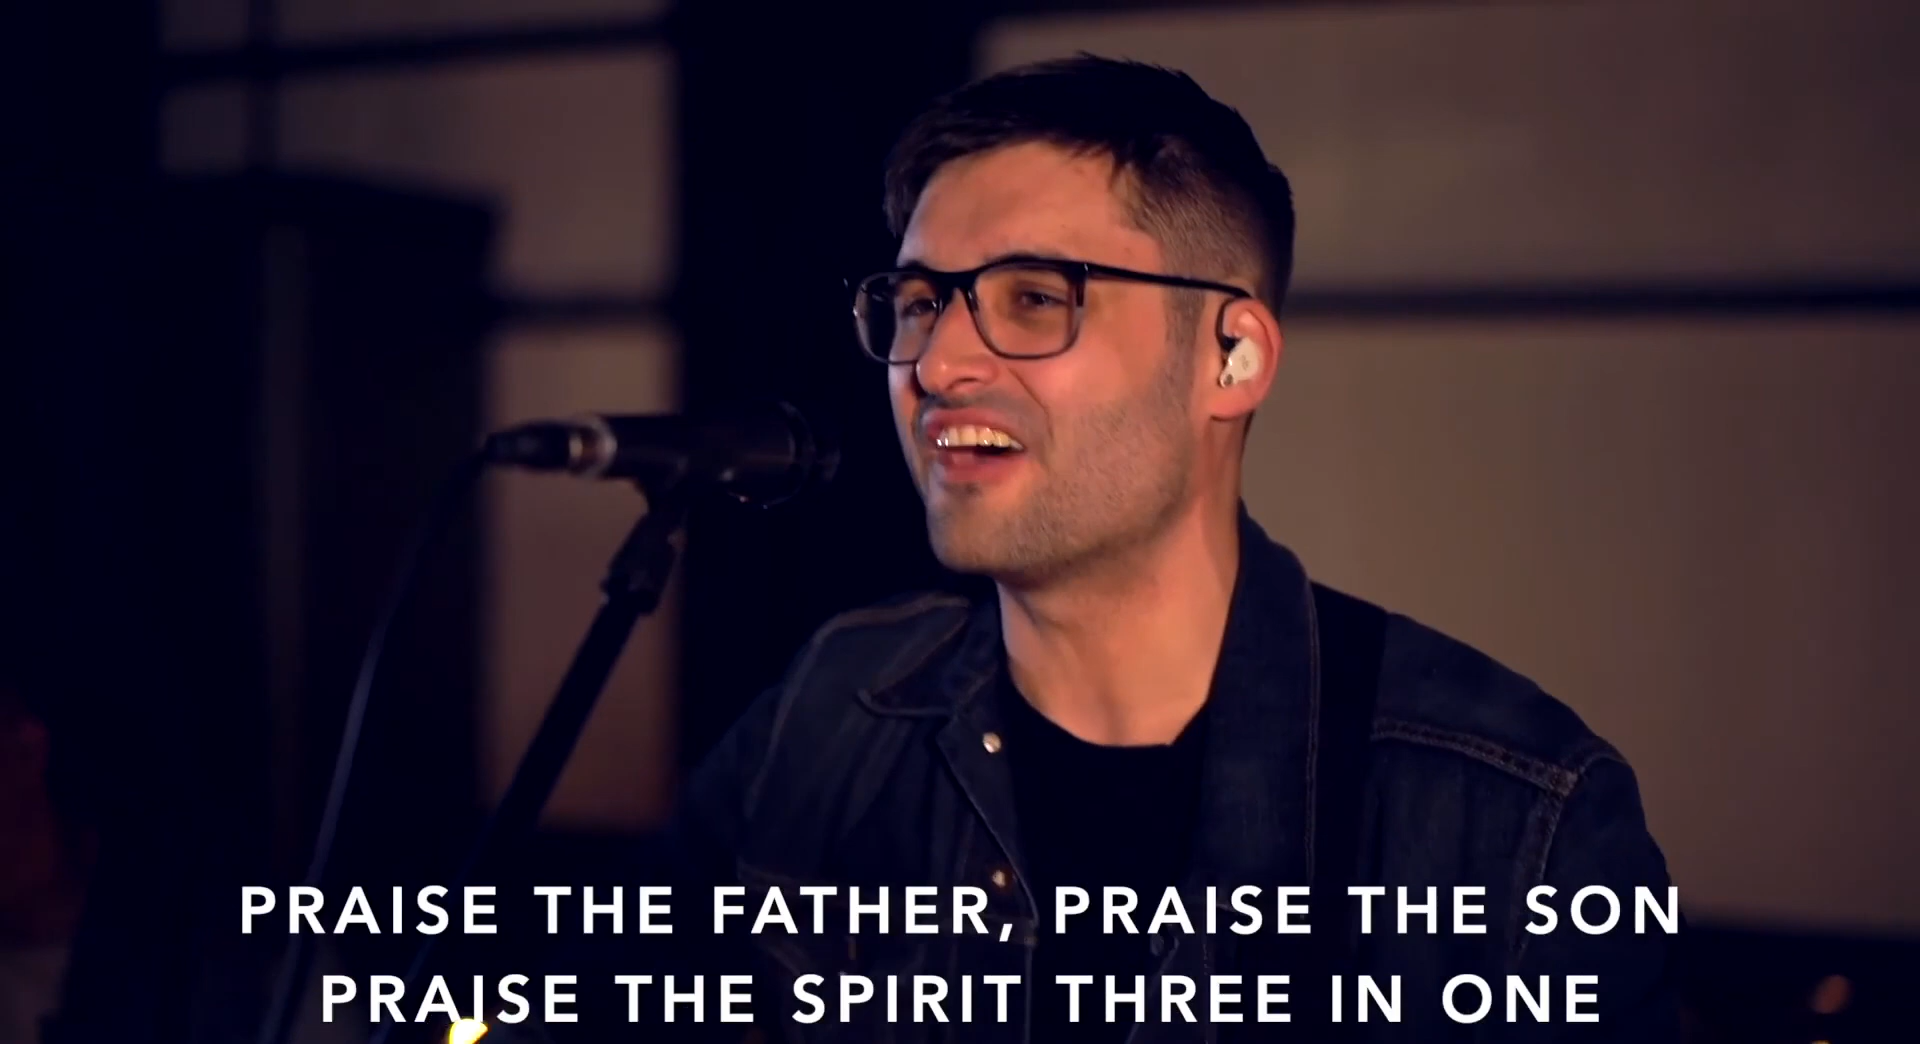 PRAISE THE FATHER, PRAISE THE SON
PRAISE THE SPIRIT THREE IN ONE